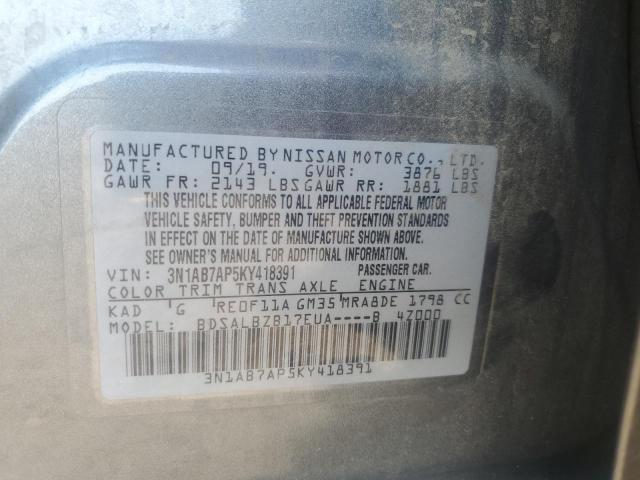 MANUFACTURED BY NISSAN MOTOR CO., LTD.
DATE: 09/19. GVWR: 3876 LBS
GAWR FR: 2143 LBS GAWR RR: 1881 LBS
THIS VEHICLE CONFORMS TO ALL APPLICABLE FEDERAL MOTOR
VEHICLE SAFETY, BUMPER AND THEFT PREVENTION STANDARDS
IN EFFECT ON THE DATE OF MANUFACTURE SHOWN ABOVE.
SEE OWNER'S MANUAL FOR ADDITIONAL INFORMATION.
VIN: 3N1AB7AP5KY418391 PASSENGER CAR.
COLOR TRIM TRANS AXLE ENGINE
KAD G RE0F11A GM35 MRA8DE 1798 CC
MODEL: BDSALBZB17EUA----B 4Z000
3N1AB7AP5KY418391